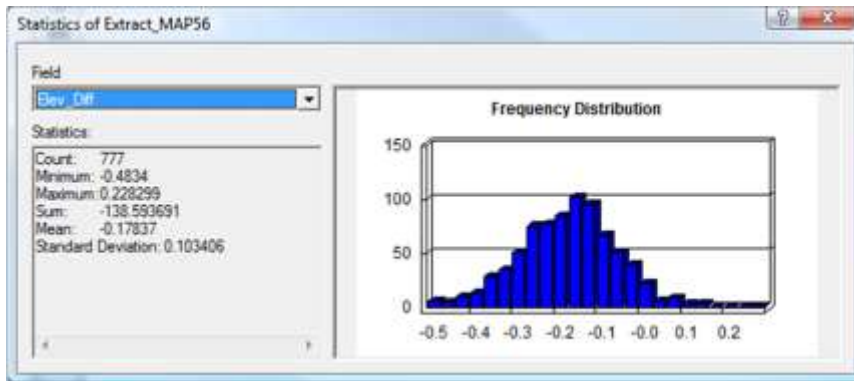 Statistics of Extract_MAP56
?
Field
Elev_Diff
Statistics:
Count: 777
Minimum: -0.4834
Maximum: 0.228299
Sum: -138.593691
Mean: -0.17837
Standard Deviation: 0.103406
Frequency Distribution
150
100
50
0
-0.5 -0.4 -0.3 -0.2 -0.1 -0.0 0.1 0.2